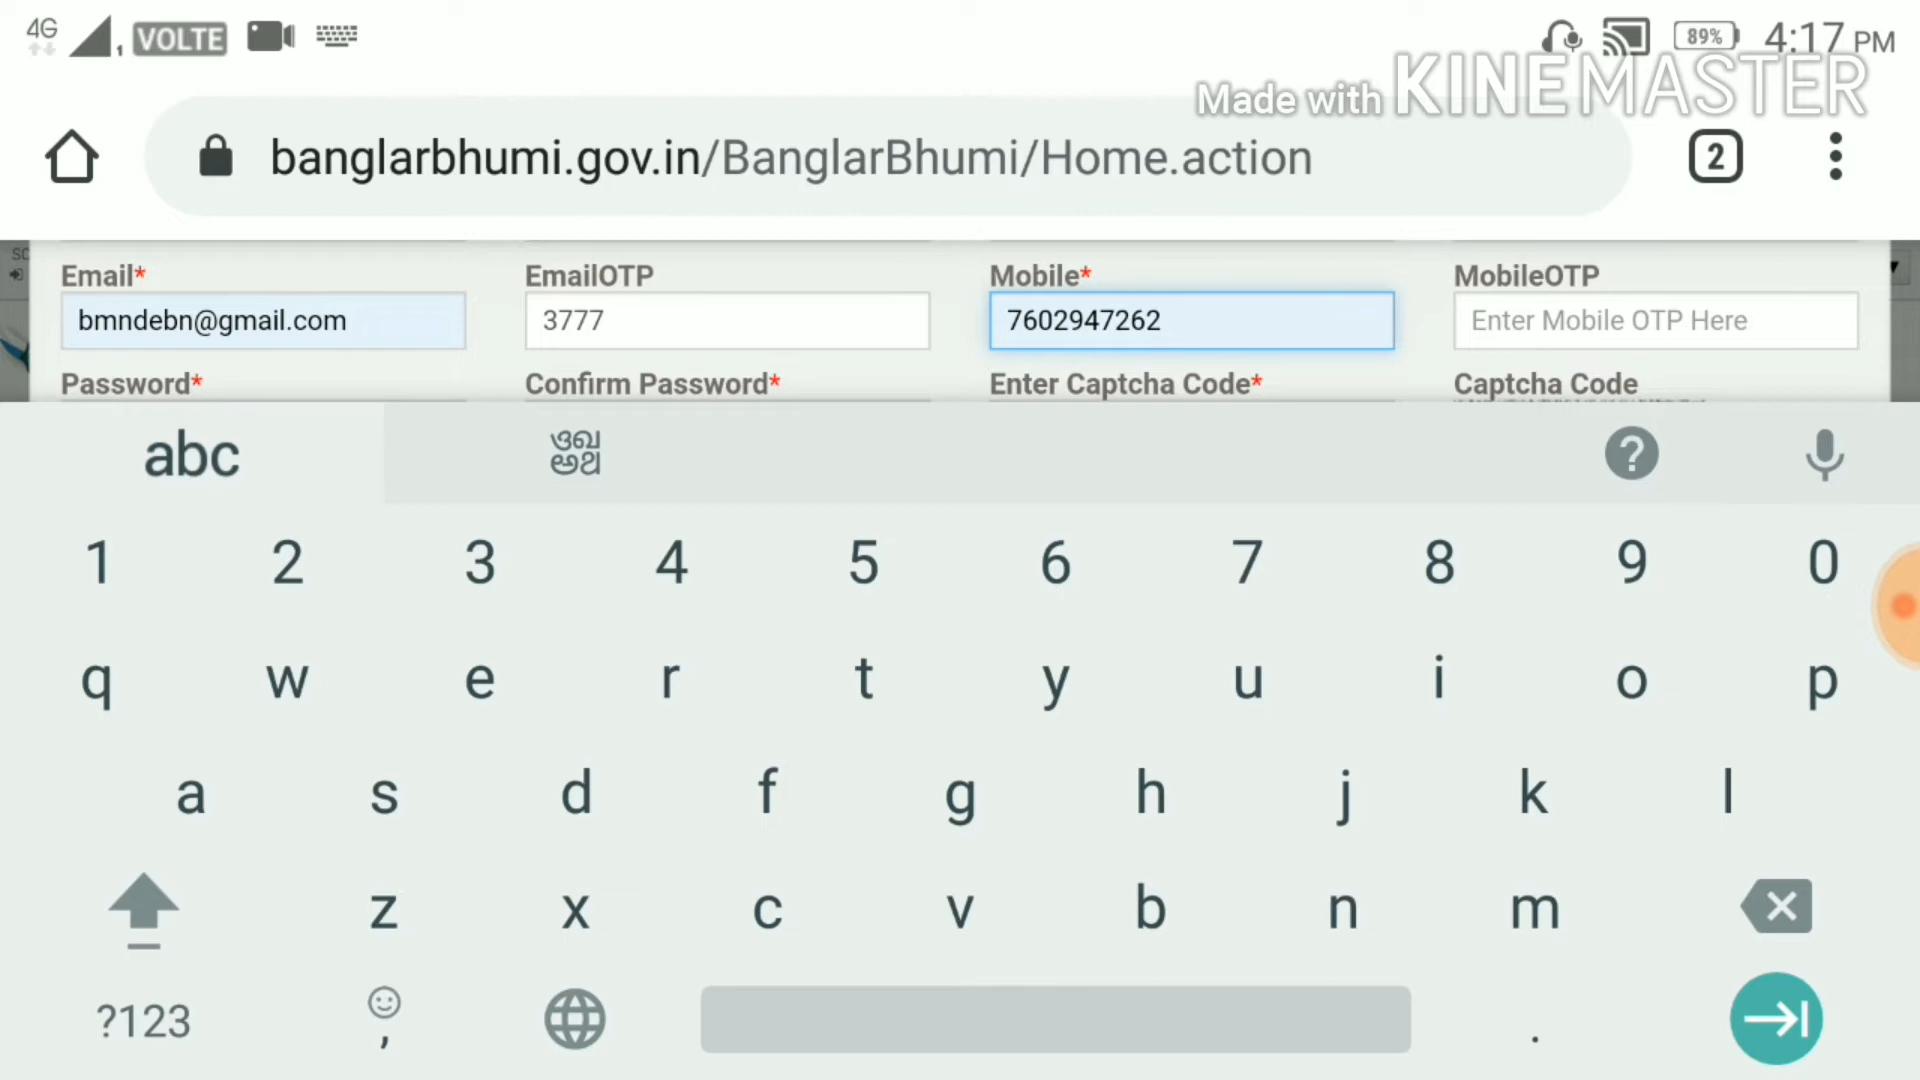 4G
1 VOLTE
89% 4:17 PM
Made with KINEMASTER
banglarbhumi.gov.in/BanglarBhumi/Home.action
2
Email* EmailOTP Mobile* MobileOTP
bmndebn@gmail.com 3777 7602947262 Enter Mobile OTP Here
Password* Confirm Password* Enter Captcha Code* Captcha Code
abc
?
1 2 3 4 5 6 7 8 9 0
q w e r t y u i o p
a s d f g h j k l
z x c v b n m
?123 , .